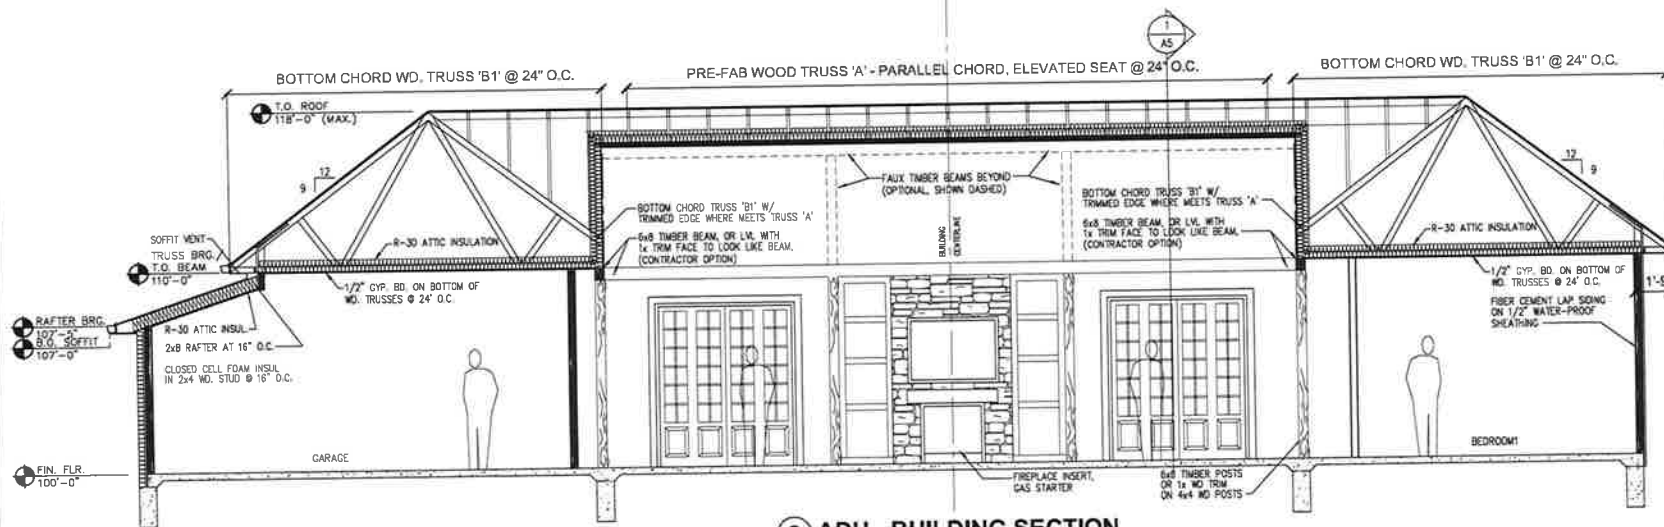 1
A5
BOTTOM CHORD WD. TRUSS 'B1' @ 24" O.C.
PRE-FAB WOOD TRUSS 'A' - PARALLEL CHORD, ELEVATED SEAT @ 24" O.C.
BOTTOM CHORD WD. TRUSS 'B1' @ 24" O.C.
T.O. ROOF
118'-0" (MAX.)
12
9
12
9
FAUX TIMBER BEAMS BEYOND
(OPTIONAL, SHOWN DASHED)
BOTTOM CHORD TRUSS 'B1' W/
TRIMMED EDGE WHERE MEETS TRUSS 'A'
6x8 TIMBER BEAM, OR LVL WITH
1x TRIM FACE TO LOOK LIKE BEAM.
(CONTRACTOR OPTION)
BUILDING
CENTERLINE
BOTTOM CHORD TRUSS 'B1' W/
TRIMMED EDGE WHERE MEETS TRUSS 'A'
6x8 TIMBER BEAM, OR LVL WITH
1x TRIM FACE TO LOOK LIKE BEAM.
(CONTRACTOR OPTION)
SOFFIT VENT
TRUSS BRG.
T.O. BEAM
110'-0"
R-30 ATTIC INSULATION
R-30 ATTIC INSULATION
1/2" GYP. BD. ON BOTTOM OF
WD. TRUSSES @ 24' O.C.
1/2" GYP. BD. ON BOTTOM OF
WD. TRUSSES @ 24' O.C.
1'-9
FIBER CEMENT LAP SIDING
ON 1/2" WATER-PROOF
SHEATHING
RAFTER BRG.
107'-5"
B.O. SOFFIT
107'-0"
R-30 ATTIC INSUL.
2x8 RAFTER AT 16" O.C.
CLOSED CELL FOAM INSUL
IN 2x4 WD. STUD @ 16" O.C.
GARAGE
BEDROOM1
FIN. FLR.
100'-0"
FIREPLACE INSERT,
GAS STARTER
6x6 TIMBER POSTS
OR 1x WD TRIM
ON 4x4 WD POSTS
ADU - BUILDING SECTION